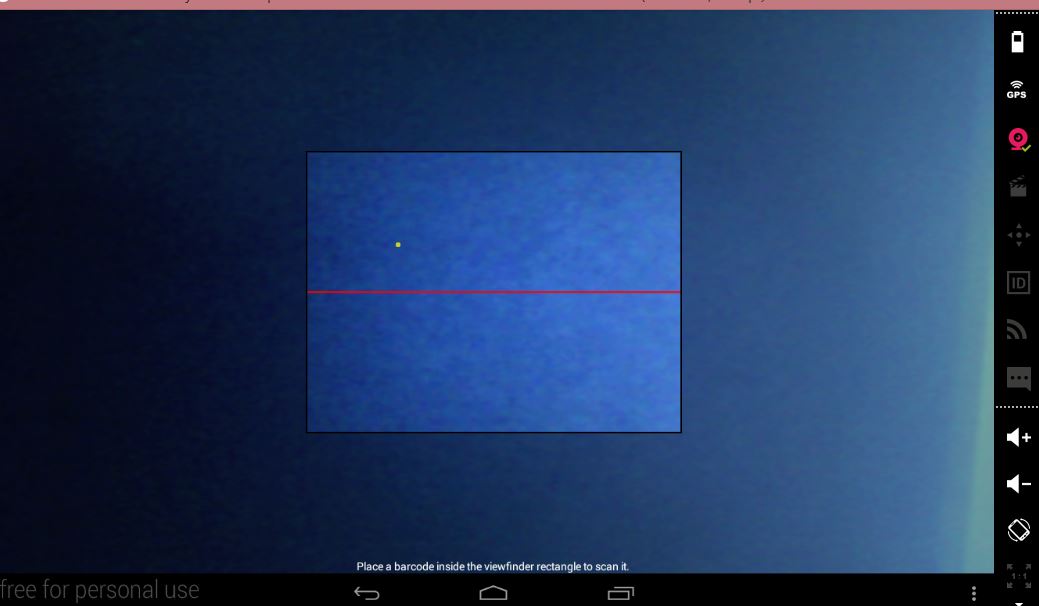 GPS
ID
Place a barcode inside the viewfinder rectangle to scan it.
free for personal use
1:1